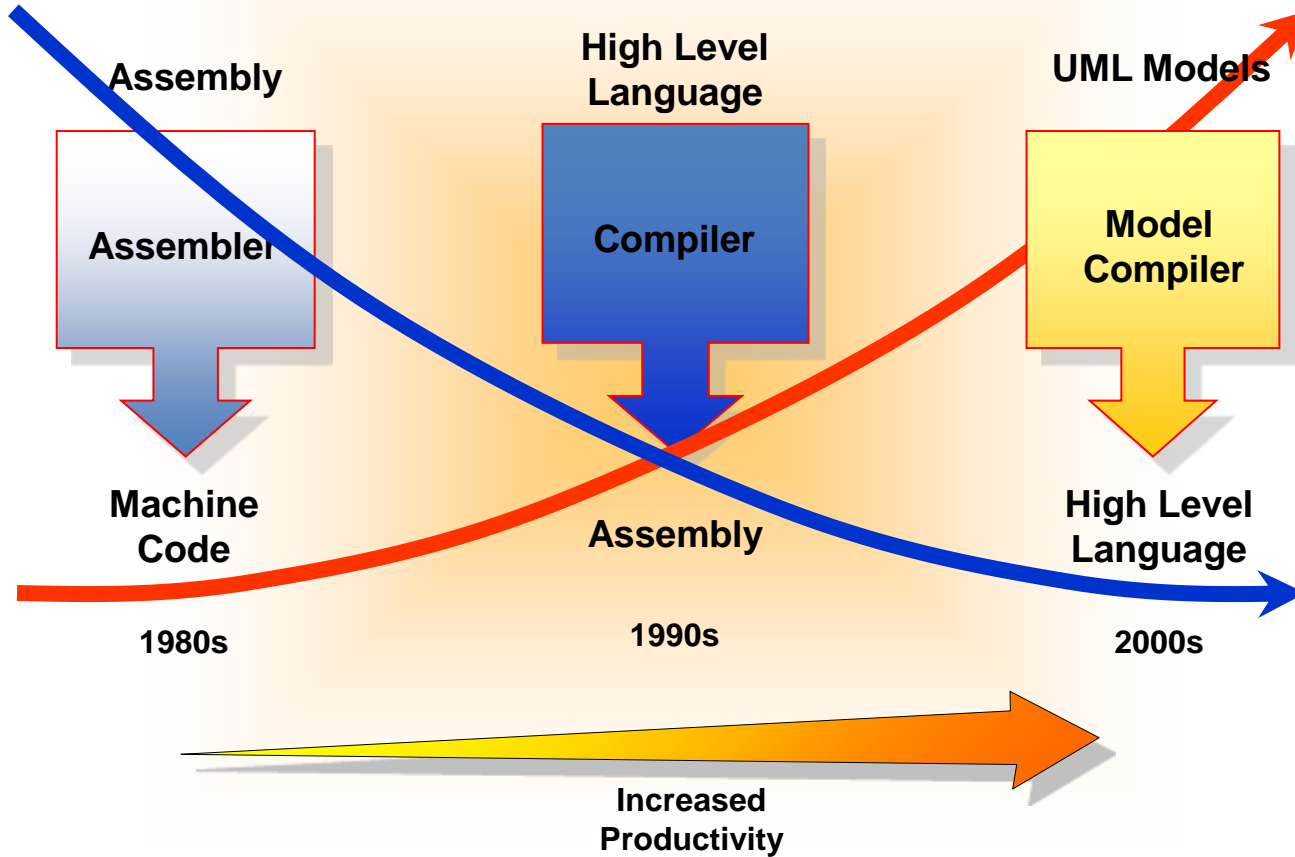 Assembly
Assembler
Machine
Code
1980s
High Level
Language
Compiler
Assembly
1990s
UML Models
Model
Compiler
High Level
Language
2000s
Increased
Productivity